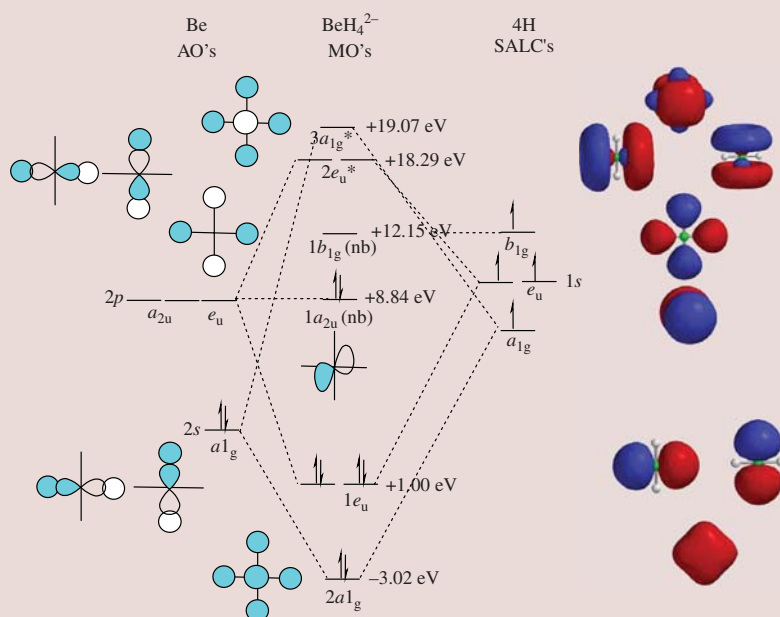 Be
AO's
BeH₄²⁻
MO's
4H
SALC's
3a₁g* +19.07 eV
2eᵤ* +18.29 eV
1b₁g (nb) +12.15 eV
b₁g
eᵤ 1s
2p a₂ᵤ eᵤ
+8.84 eV
1a₂ᵤ (nb)
a₁g
2s
a1g
+1.00 eV
1eᵤ
–3.02 eV
2a1g